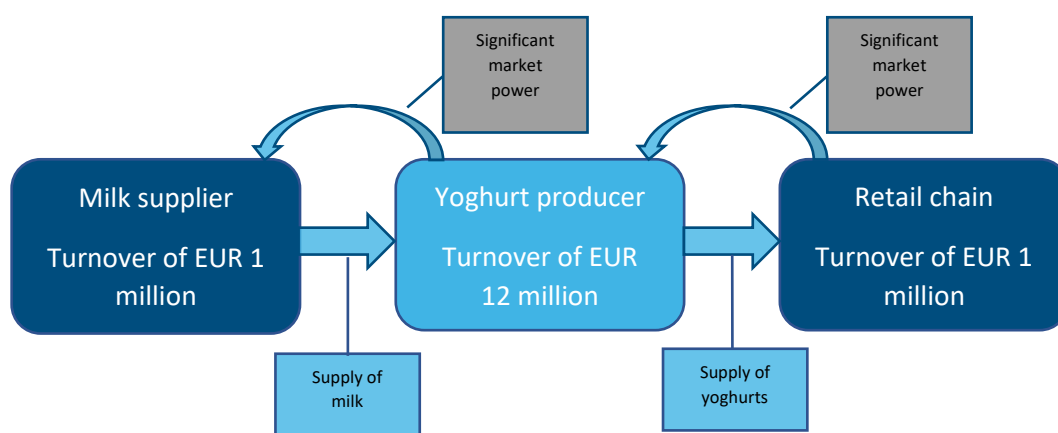 Significant
market
power
Significant
market
power
Milk supplier
Turnover of EUR 1
million
Yoghurt producer
Turnover of EUR
12 million
Retail chain
Turnover of EUR 1
million
Supply of
milk
Supply of
yoghurts